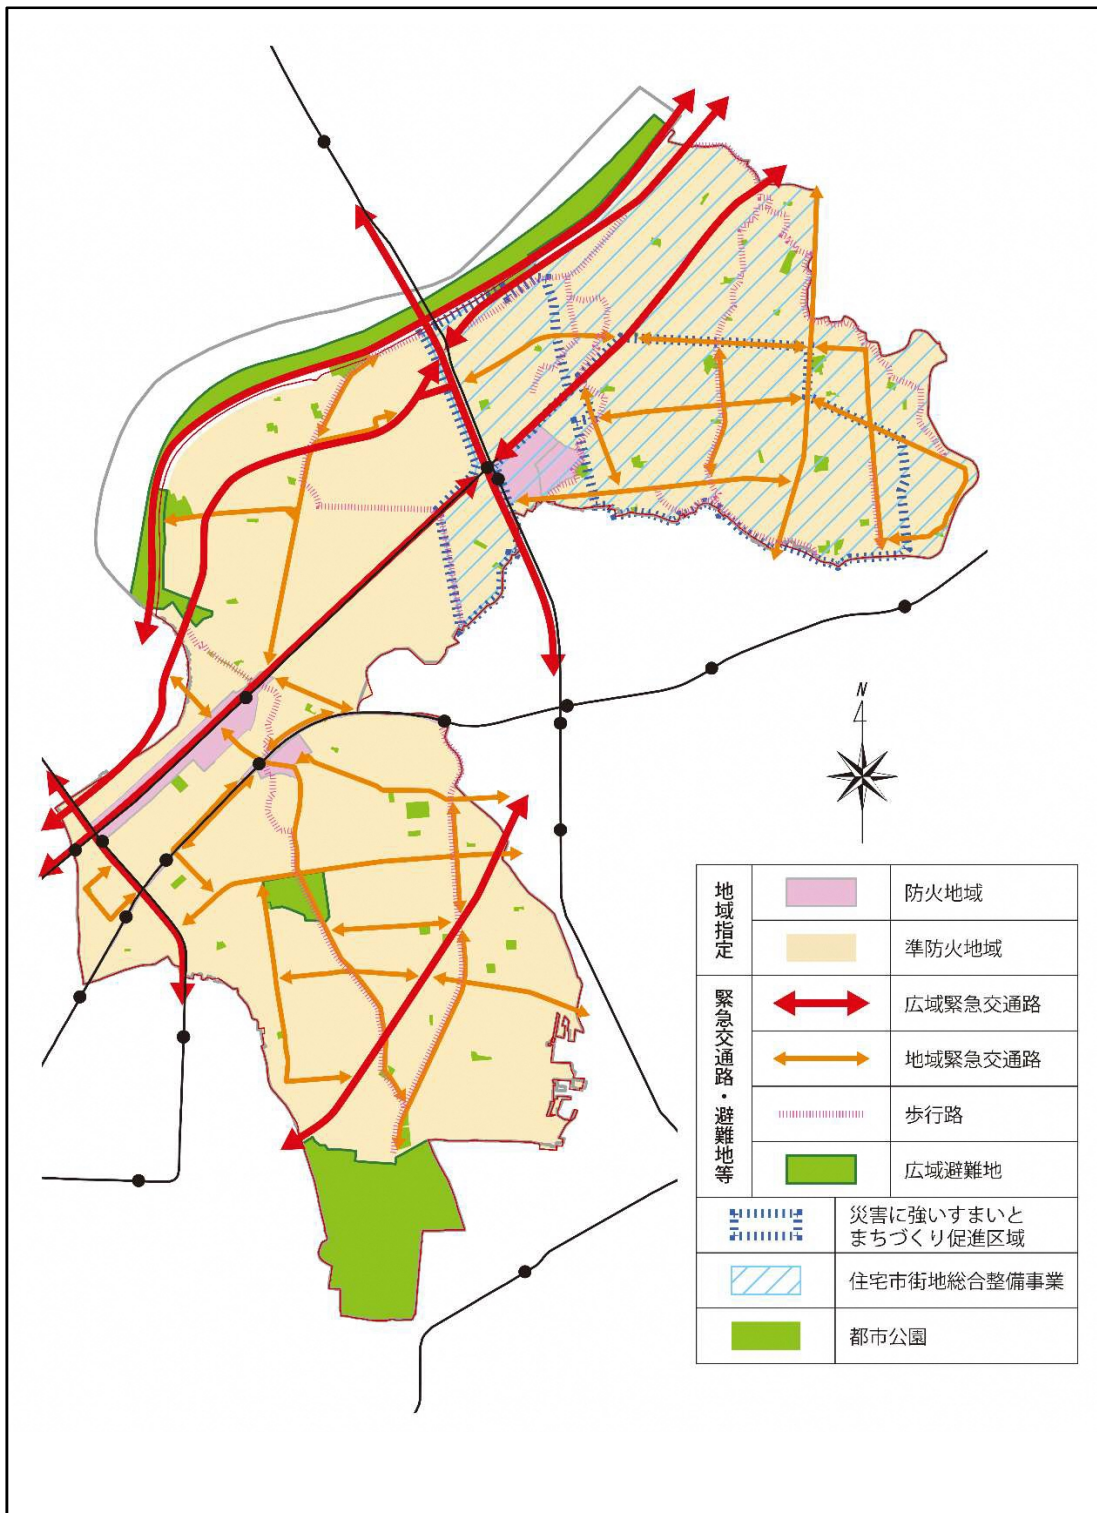 N
地域指定
防火地域
準防火地域
緊急交通路・避難地等
広域緊急交通路
地域緊急交通路
歩行路
広域避難地
災害に強いすまいと
まちづくり促進区域
住宅市街地総合整備事業
都市公園